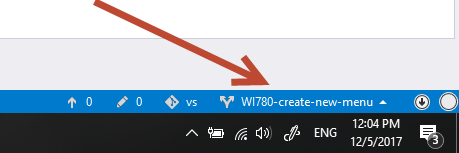 0 0 vs WI780-create-new-menu
ENG 12:04 PM
12/5/2017 3